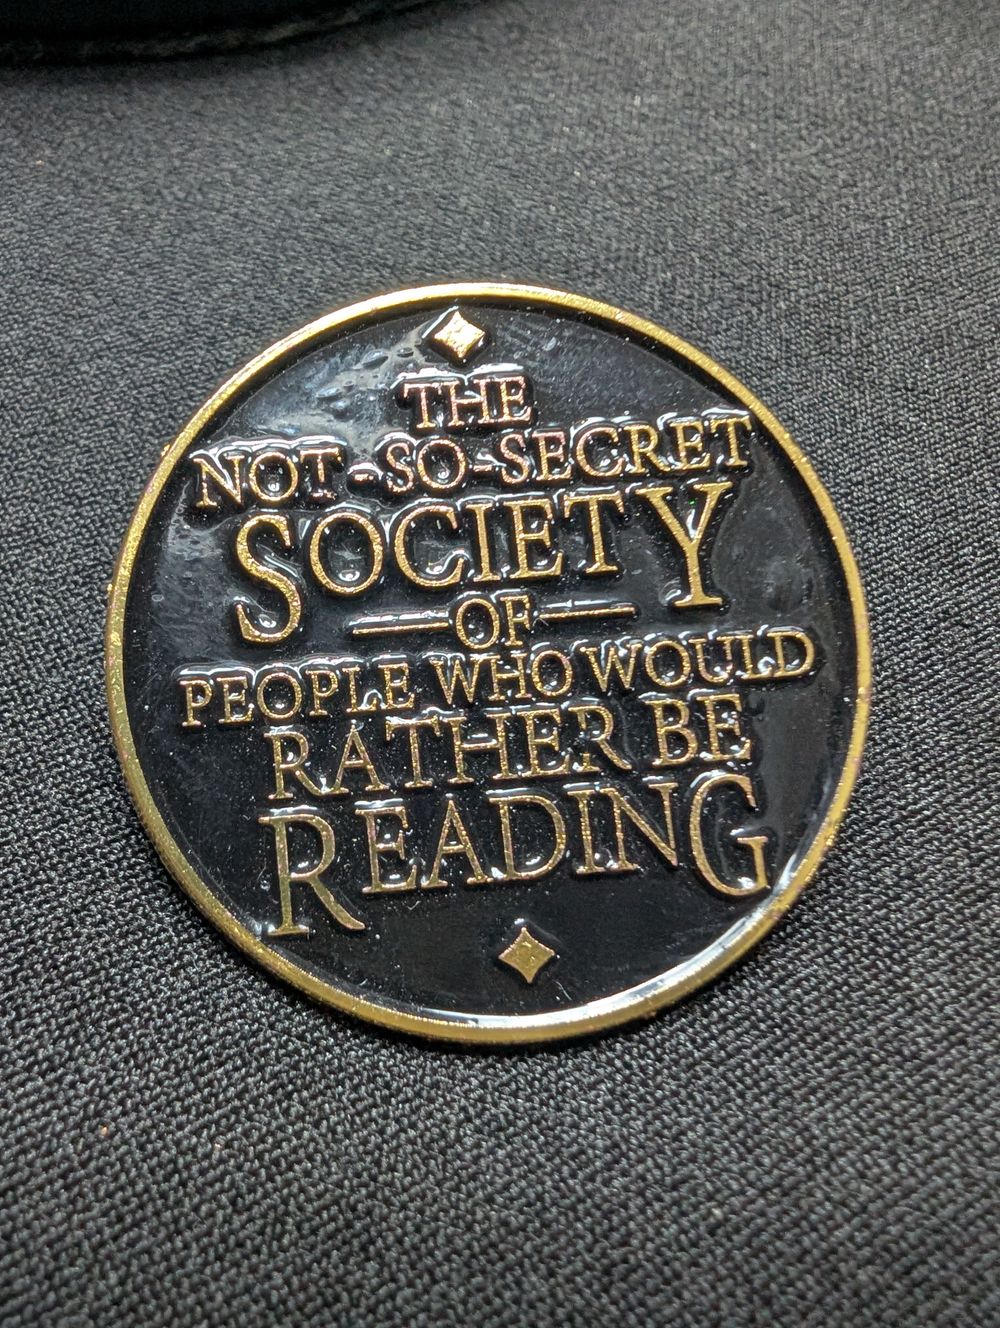 THE
NOT-SO-SECRET
SOCIETY
OF
PEOPLE WHO WOULD
RATHER BE
READING